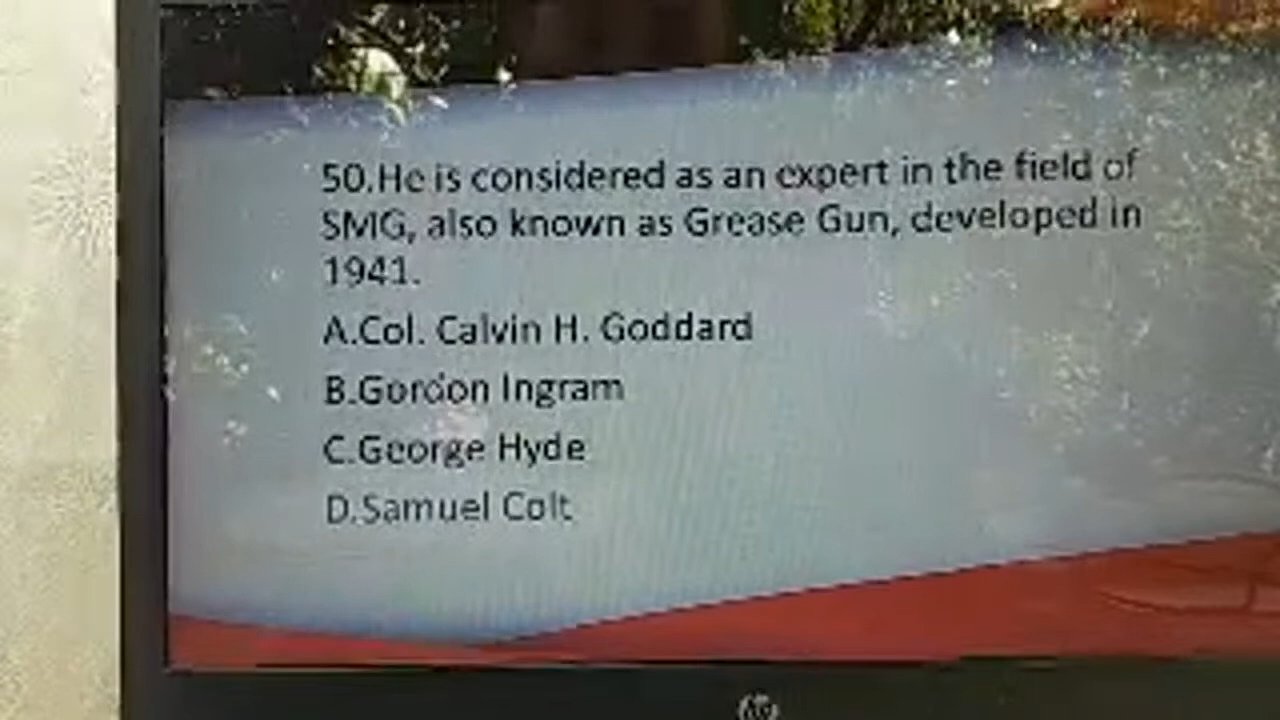 50.He is considered as an expert in the field of
SMG, also known as Grease Gun, developed in
1941.
A.Col. Calvin H. Goddard
B.Gordon Ingram
C.George Hyde
D.Samuel Colt
hp